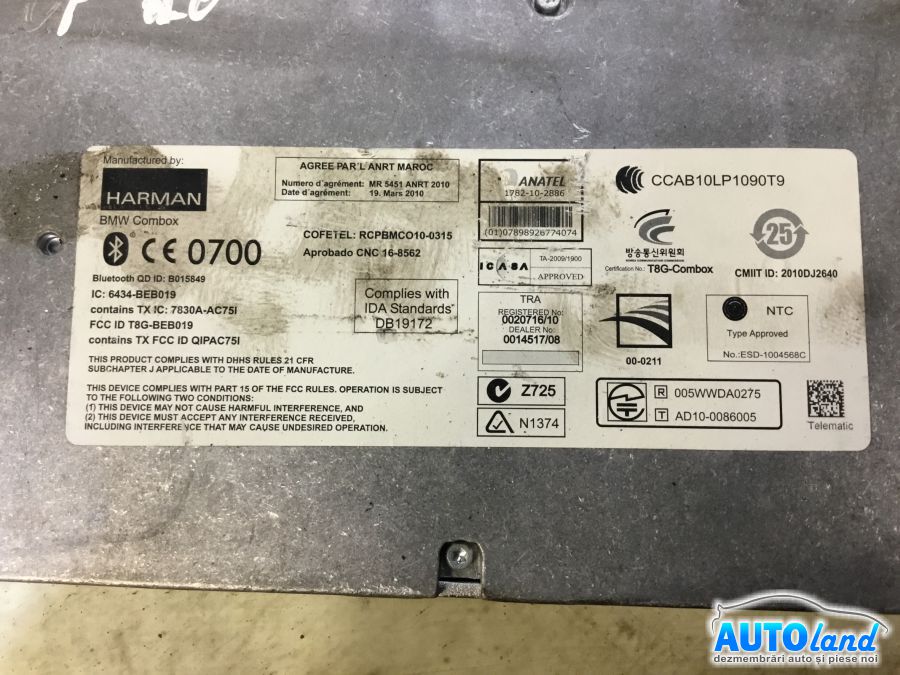 Manufactured by:
HARMAN
BMW Combox
CE 0700
Bluetooth QD ID: B015849
IC: 6434-BEB019
contains TX IC: 7830A-AC75I
FCC ID T8G-BEB019
contains TX FCC ID QIPAC75I
THIS PRODUCT COMPLIES WITH DHHS RULES 21 CFR
SUBCHAPTER J APPLICABLE TO THE DATE OF MANUFACTURE.
THIS DEVICE COMPLIES WITH PART 15 OF THE FCC RULES. OPERATION IS SUBJECT
TO THE FOLLOWING TWO CONDITIONS:
(1) THIS DEVICE MAY NOT CAUSE HARMFUL INTERFERENCE, AND
(2) THIS DEVICE MUST ACCEPT ANY INTERFERENCE RECEIVED,
INCLUDING INTERFERENCE THAT MAY CAUSE UNDESIRED OPERATION.
AGREE PAR L'ANRT MAROC
Numero d'agrément: MR 5451 ANRT 2010
Date d'agrément: 19. Mars 2010
COFETEL: RCPBMCO10-0315
Aprobado CNC 16-8562
Complies with
IDA Standards
DB19172
ANATEL
1782-10-2886
(01)07898926774074
ICASA
TA-2009/1900
APPROVED
TRA
REGISTERED No:
0020716/10
DEALER No:
0014517/08
Z725
N1374
CCAB10LP1090T9
방송통신위원회
KOREA COMMUNICATIONS COMMISSION
Certification No.: T8G-Combox
25
CMIIT ID: 2010DJ2640
00-0211
NTC
Type Approved
No.:ESD-1004568C
R 005WWDA0275
T AD10-0086005
Telematic
AUTOland
dezmembrări auto și piese noi